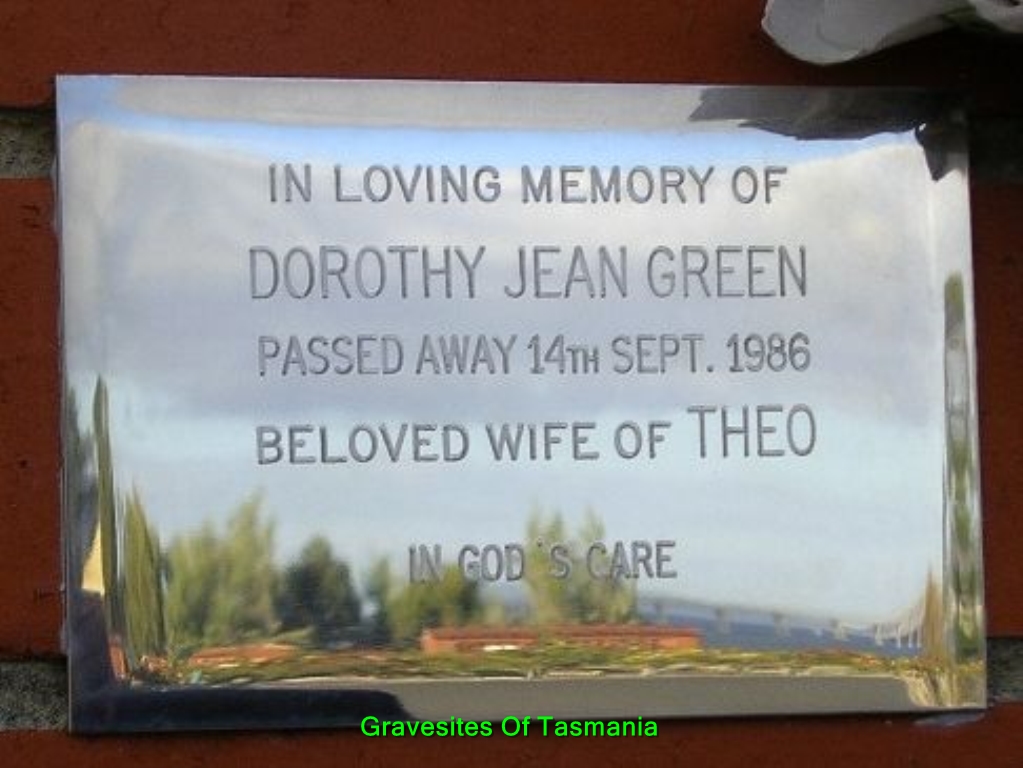 IN LOVING MEMORY OF
DOROTHY JEAN GREEN
PASSED AWAY 14TH SEPT. 1986
BELOVED WIFE OF THEO
IN GOD'S CARE
Gravesites Of Tasmania